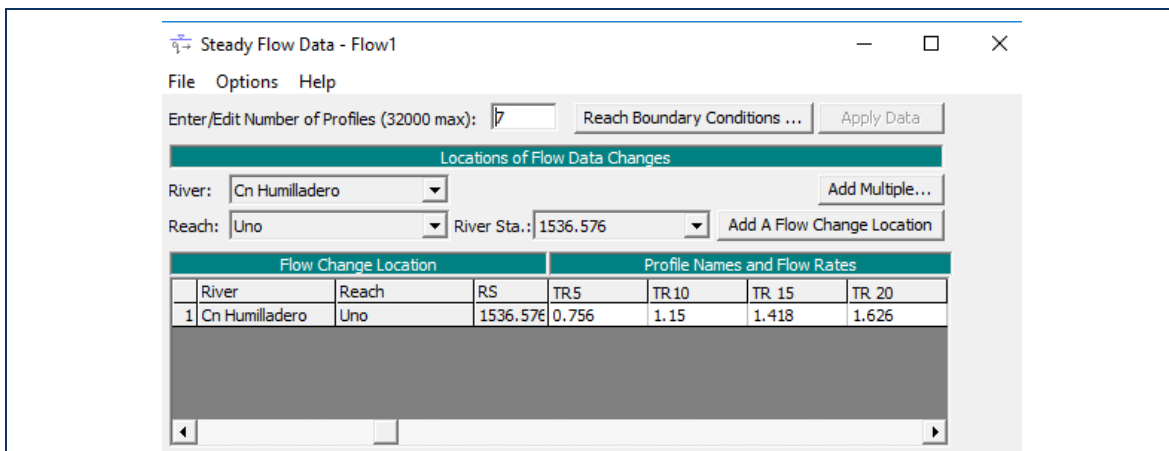 Steady Flow Data - Flow1
File Options Help
Enter/Edit Number of Profiles (32000 max): 7 Reach Boundary Conditions ... Apply Data
Locations of Flow Data Changes
River: Cn Humilladero Add Multiple...
Reach: Uno River Sta.: 1536.576 Add A Flow Change Location
Flow Change Location Profile Names and Flow Rates
River Reach RS TR5 TR10 TR 15 TR 20
1 Cn Humilladero Uno 1536.576 0.756 1.15 1.418 1.626